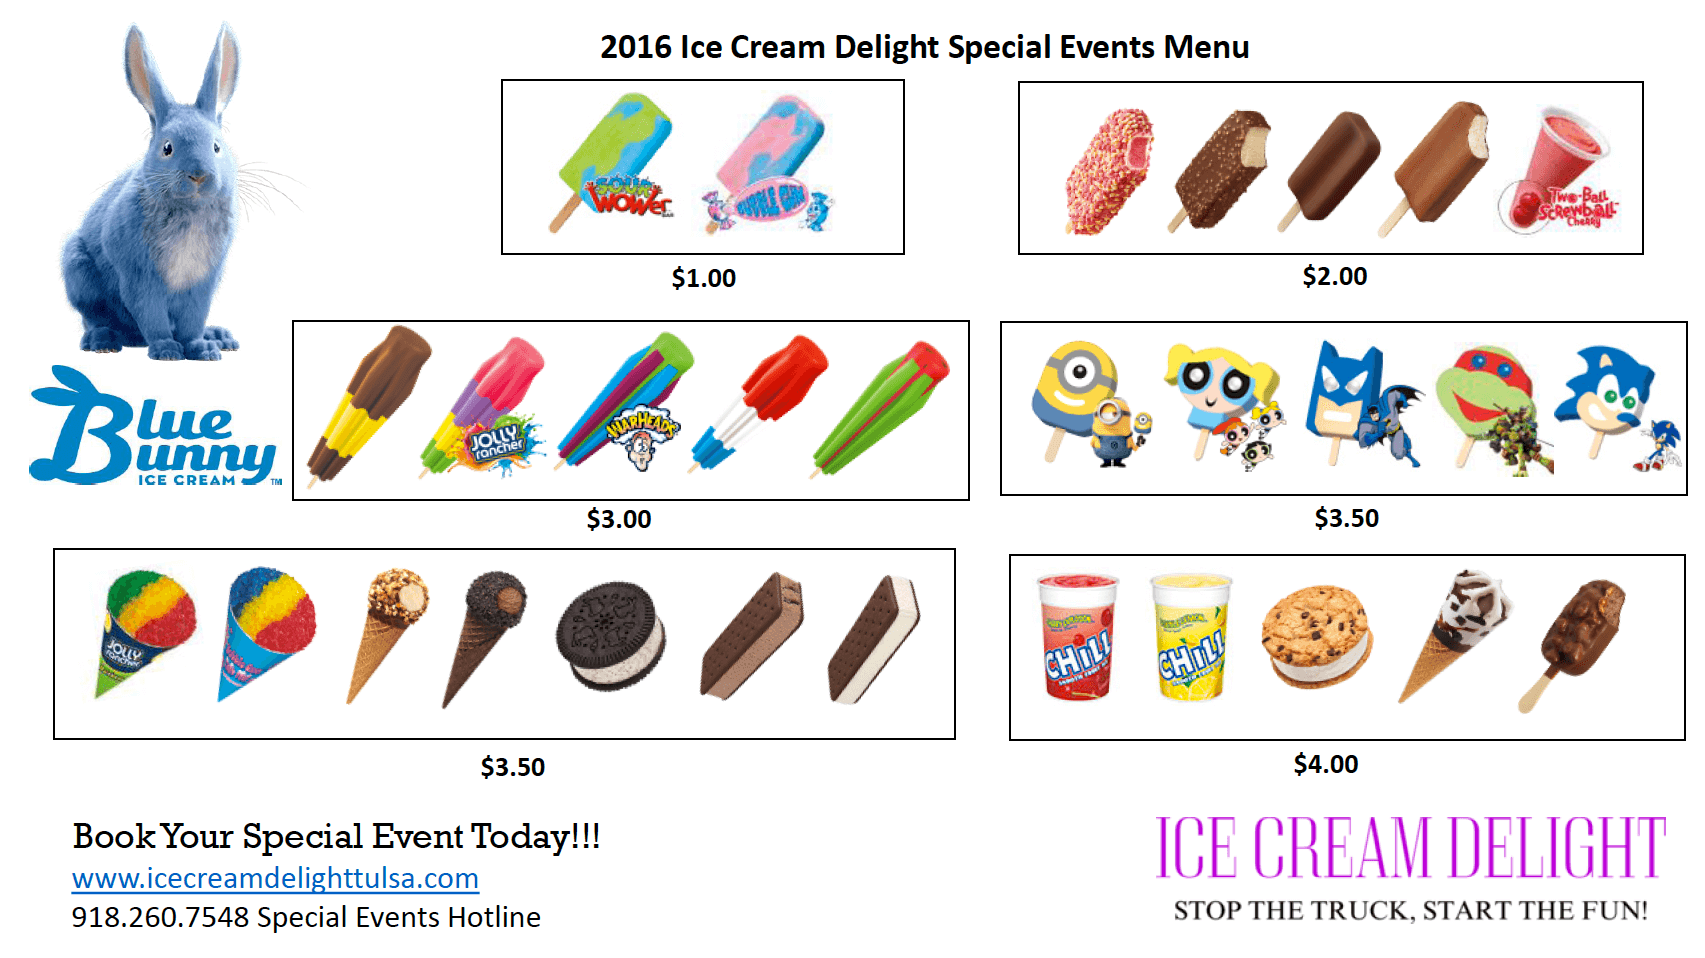 2016 Ice Cream Delight Special Events Menu
SOUR
WOWER
BAR
BUBBLE GUM
TWO-BALL
SCREWBALL
CHERRY
$1.00
$2.00
BLUE
BUNNY
ICE CREAM™
JOLLY
RANCHER
WARHEADS
$3.00
$3.50
JOLLY
RANCHER
CHILL
CHILL
$3.50
$4.00
Book Your Special Event Today!!!
www.icecreamdelighttulsa.com
918.260.7548 Special Events Hotline
ICE CREAM DELIGHT
STOP THE TRUCK, START THE FUN!